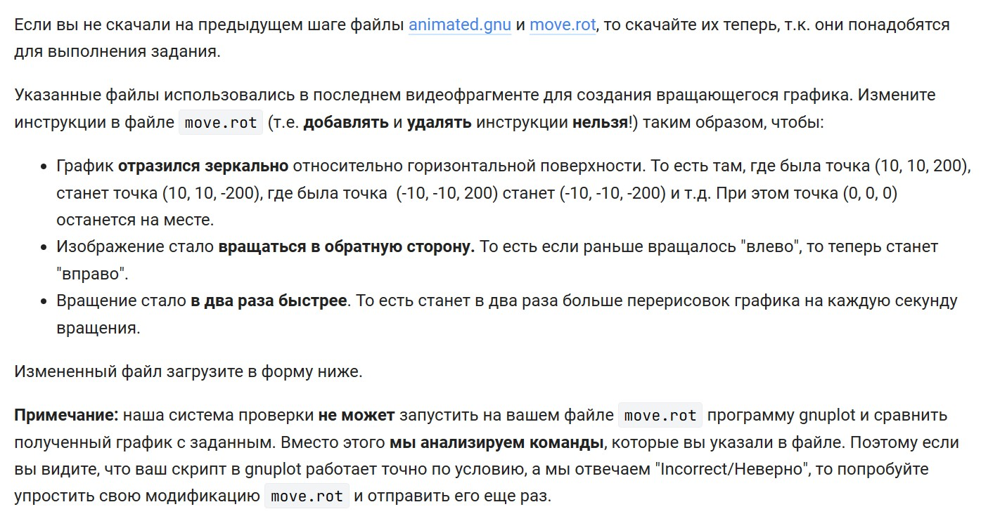 Если вы не скачали на предыдущем шаге файлы animated.gnu и move.rot, то скачайте их теперь, т.к. они понадобятся
для выполнения задания.
Указанные файлы использовались в последнем видеофрагменте для создания вращающегося графика. Измените
инструкции в файле move.rot (т.е. добавлять и удалять инструкции нельзя!) таким образом, чтобы:
• График отразился зеркально относительно горизонтальной поверхности. То есть там, где была точка (10, 10, 200),
станет точка (10, 10, -200), где была точка (-10, -10, 200) станет (-10, -10, -200) и т.д. При этом точка (0, 0, 0)
останется на месте.
• Изображение стало вращаться в обратную сторону. То есть если раньше вращалось "влево", то теперь станет
"вправо".
• Вращение стало в два раза быстрее. То есть станет в два раза больше перерисовок графика на каждую секунду
вращения.
Измененный файл загрузите в форму ниже.
Примечание: наша система проверки не может запустить на вашем файле move.rot программу gnuplot и сравнить
полученный график с заданным. Вместо этого мы анализируем команды, которые вы указали в файле. Поэтому если
вы видите, что ваш скрипт в gnuplot работает точно по условию, а мы отвечаем "Incorrect/Неверно", то попробуйте
упростить свою модификацию move.rot и отправить его еще раз.